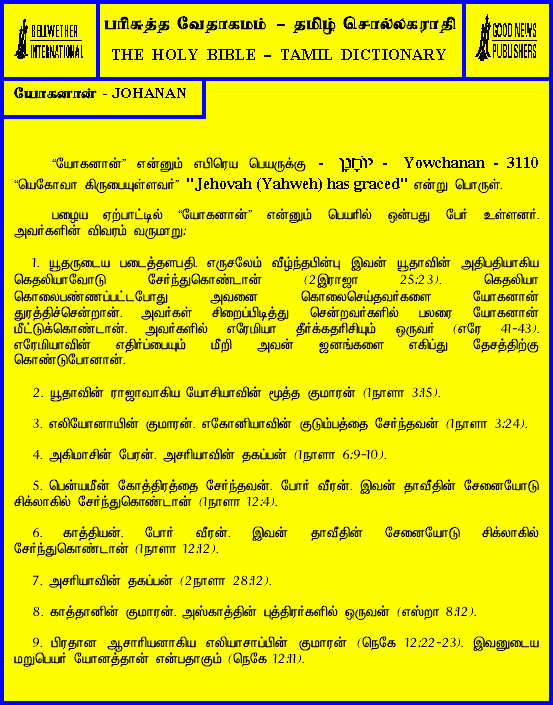 BELLWETHER
INTERNATIONAL
பரிசுத்த வேதாகமம் – தமிழ் சொல்லகராதி
THE HOLY BIBLE – TAMIL DICTIONARY
GOOD NEWS
PUBLISHERS
யோகனான் - JOHANAN
“யோகனான்” என்னும் எபிரெய பெயருக்கு - יוֹחָנָן - Yowchanan - 3110
“யெகோவா கிருபையுள்ளவர்” "Jehovah (Yahweh) has graced" என்று பொருள்.
பழைய ஏற்பாட்டில் “யோகனான்” என்னும் பெயரில் ஒன்பது பேர் உள்ளனர்.
அவர்களின் விவரம் வருமாறு:
1. யூதருடைய படைத்தளபதி. எருசலேம் வீழ்ந்தபின்பு இவன் யூதாவின் அதிபதியாகிய
கெதலியாவோடு சேர்ந்துகொண்டான் (2இராஜா 25:23). கெதலியா
கொலைபண்ணப்பட்டபோது அவனை கொலைசெய்தவர்களை யோகனான்
துரத்திச்சென்றான். அவர்கள் சிறைப்பிடித்து சென்றவர்களில் பலரை யோகனான்
மீட்டுக்கொண்டான். அவர்களில் எரேமியா தீர்க்கதரிசியும் ஒருவர் (எரே 41-43).
எரேமியாவின் எதிர்ப்பையும் மீறி அவன் ஜனங்களை எகிப்து தேசத்திற்கு
கொண்டுபோனான்.
2. யூதாவின் ராஜாவாகிய யோசியாவின் மூத்த குமாரன் (1நாளா 3:15).
3. எலியோனாயின் குமாரன். எகோனியாவின் குடும்பத்தை சேர்ந்தவன் (1நாளா 3:24).
4. அகிமாசின் பேரன். அசரியாவின் தகப்பன் (1நாளா 6:9-10).
5. பென்யமீன் கோத்திரத்தை சேர்ந்தவன். போர் வீரன். இவன் தாவீதின் சேனையோடு
சிக்லாகில் சேர்ந்துகொண்டான் (1நாளா 12:4).
6. காத்தியன். போர் வீரன். இவன் தாவீதின் சேனையோடு சிக்லாகில்
சேர்ந்துகொண்டான் (1நாளா 12:12).
7. அசரியாவின் தகப்பன் (2நாளா 28:12).
8. காத்தானின் குமாரன். அஸ்காத்தின் புத்திரர்களில் ஒருவன் (எஸ்றா 8:12).
9. பிரதான ஆசாரியனாகிய எலியாசாப்பின் குமாரன் (நெகே 12:22-23). இவனுடைய
மறுபெயர் யோனத்தான் என்பதாகும் (நெகே 12:11).